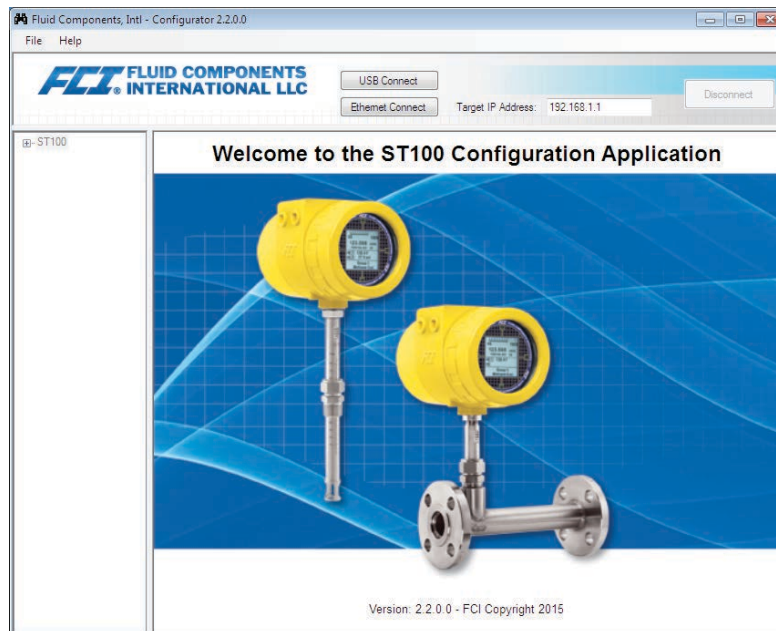 Fluid Components, Intl - Configurator 2.2.0.0
File Help
FCI® FLUID COMPONENTS
INTERNATIONAL LLC
USB Connect
Ethernet Connect
Target IP Address: 192.168.1.1
Disconnect
ST100
Welcome to the ST100 Configuration Application
FCI
FCI
Version: 2.2.0.0 - FCI Copyright 2015